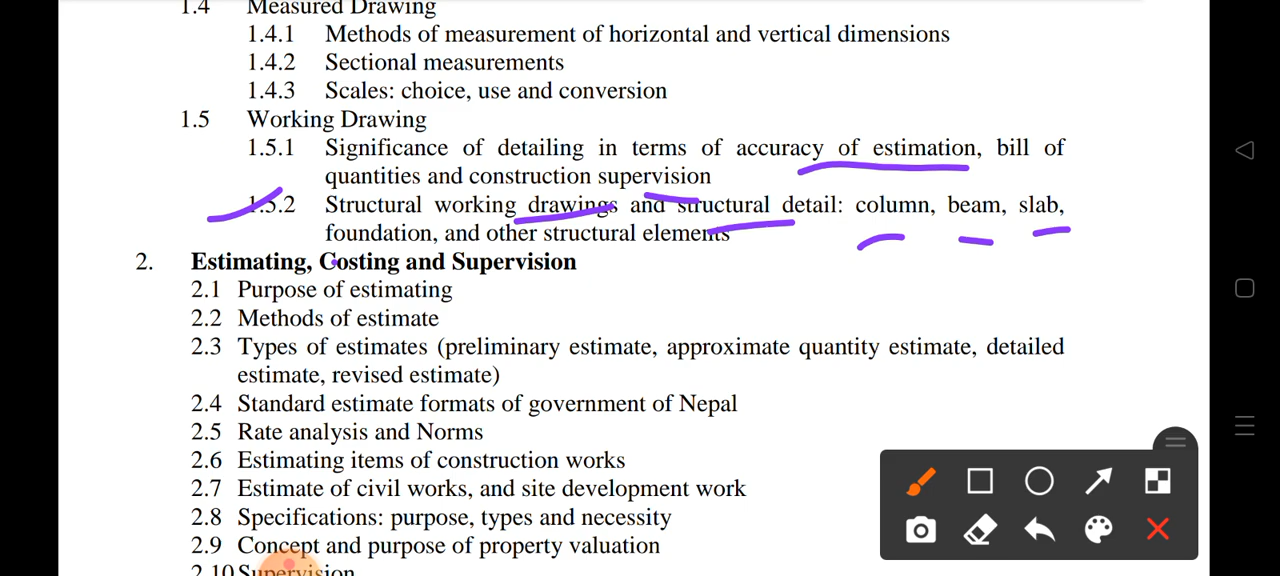 1.4 Measured Drawing
1.4.1 Methods of measurement of horizontal and vertical dimensions
1.4.2 Sectional measurements
1.4.3 Scales: choice, use and conversion
1.5 Working Drawing
1.5.1 Significance of detailing in terms of accuracy of estimation, bill of
quantities and construction supervision
1.5.2 Structural working drawings and structural detail: column, beam, slab,
foundation, and other structural elements
2. Estimating, Costing and Supervision
2.1 Purpose of estimating
2.2 Methods of estimate
2.3 Types of estimates (preliminary estimate, approximate quantity estimate, detailed
estimate, revised estimate)
2.4 Standard estimate formats of government of Nepal
2.5 Rate analysis and Norms
2.6 Estimating items of construction works
2.7 Estimate of civil works, and site development work
2.8 Specifications: purpose, types and necessity
2.9 Concept and purpose of property valuation
2.10 Supervision